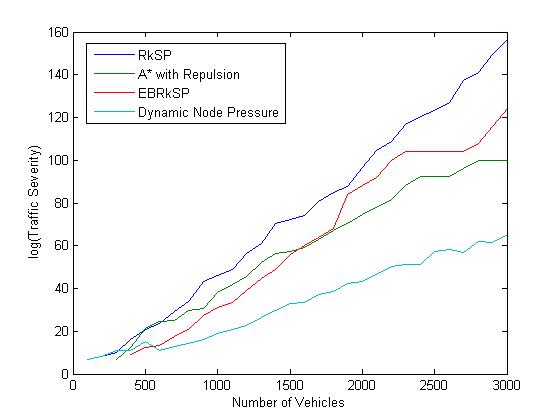 160
140
120
100
80
60
40
20
0
log(Traffic Severity)
RkSP
A* with Repulsion
EBRkSP
Dynamic Node Pressure
0 500 1000 1500 2000 2500 3000
Number of Vehicles